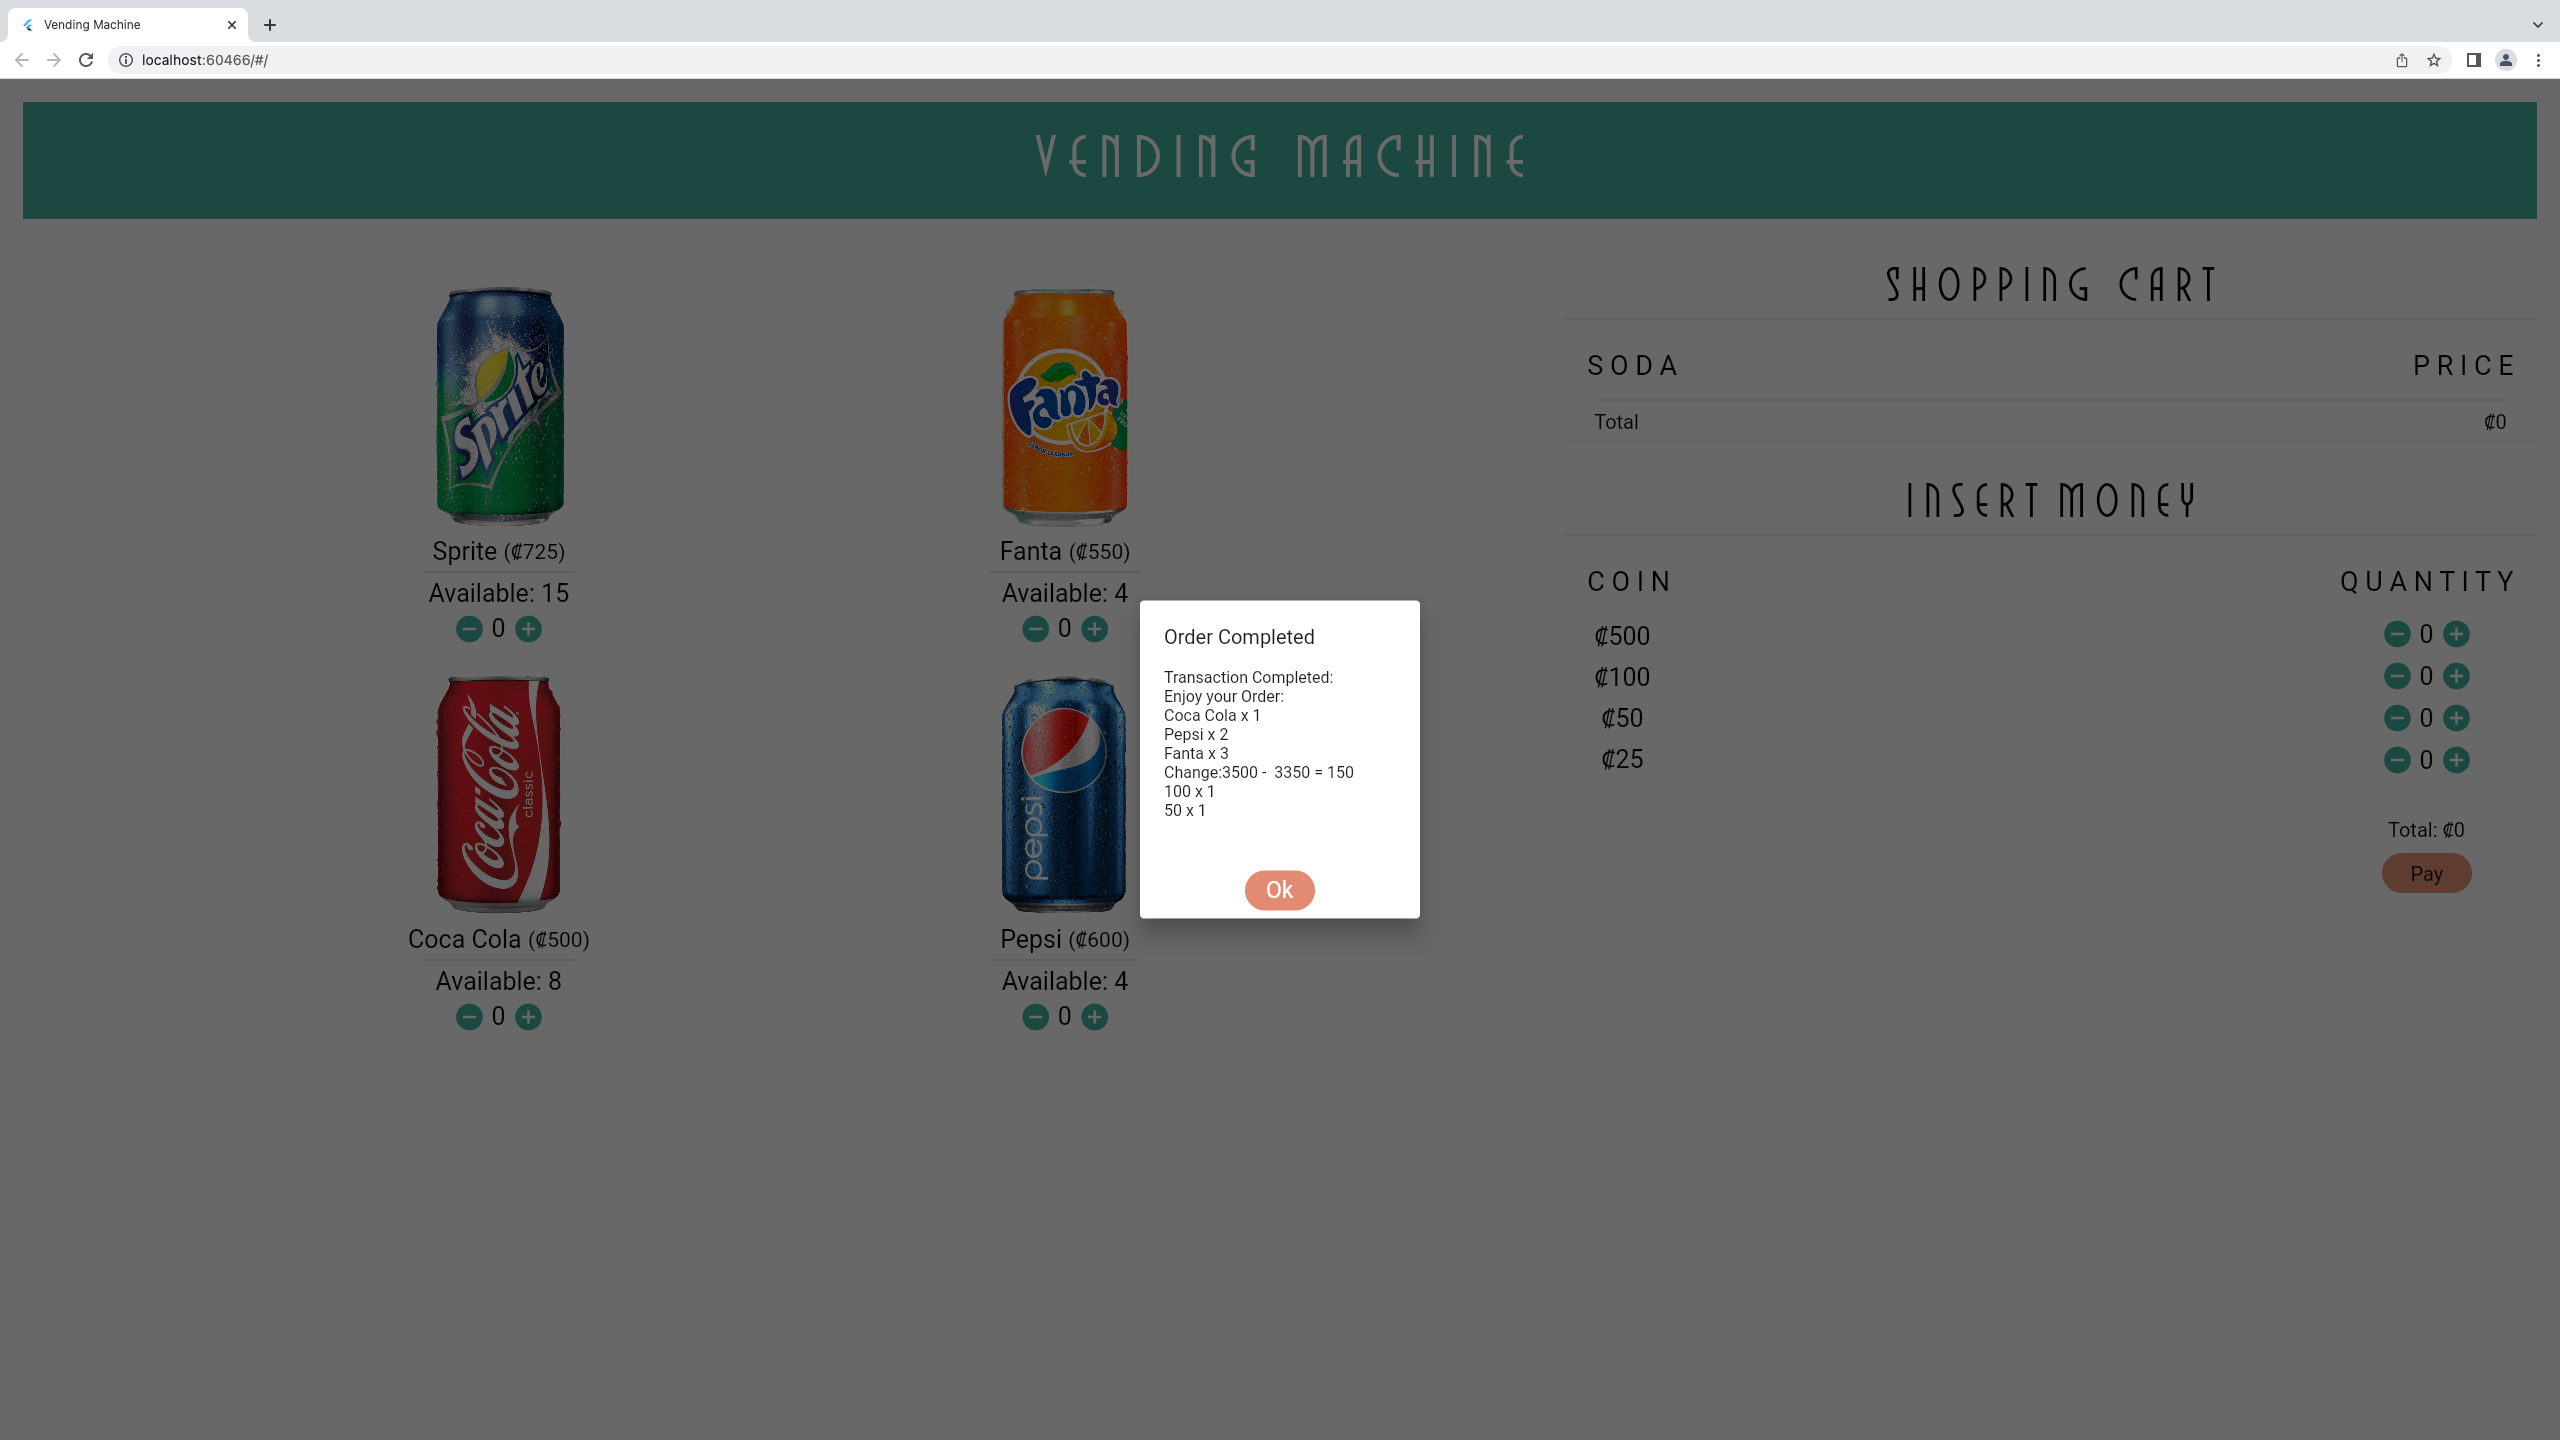 Vending Machine
localhost:60466/#/
VENDING MACHINE
Sprite
Sprite (₡725)
Available: 15
0
Fanta
Fanta (₡550)
Available: 4
0
Coca-Cola
classic
Coca Cola (₡500)
Available: 8
0
pepsi
Pepsi (₡600)
Available: 4
0
SHOPPING CART
SODA PRICE
Total ₡0
INSERT MONEY
COIN QUANTITY
₡500 0
₡100 0
₡50 0
₡25 0
Total: ₡0
Pay
Order Completed
Transaction Completed:
Enjoy your Order:
Coca Cola x 1
Pepsi x 2
Fanta x 3
Change:3500 -  3350 = 150
100 x 1
50 x 1
Ok